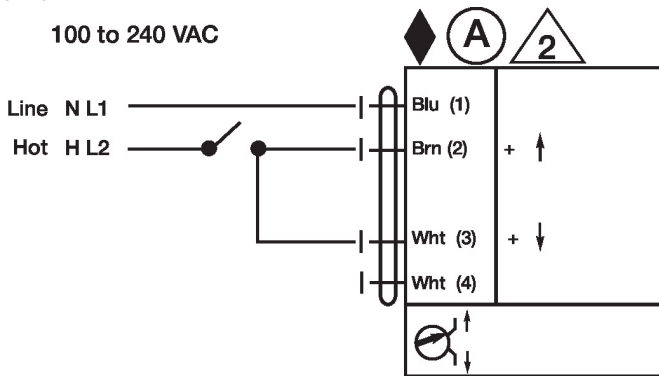 100 to 240 VAC
A
2
Line N L1
Blu (1)
Hot H L2
Brn (2) +
Wht (3) +
Wht (4)